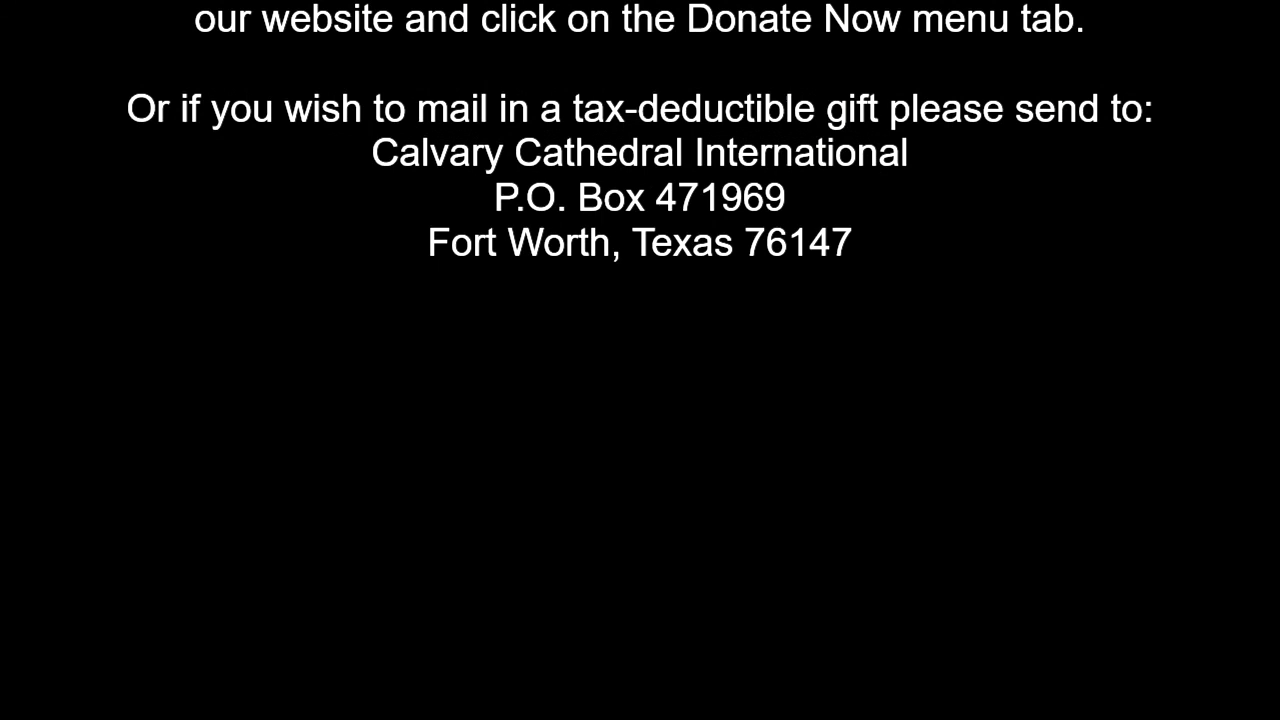 our website and click on the Donate Now menu tab.
Or if you wish to mail in a tax-deductible gift please send to:
Calvary Cathedral International
P.O. Box 471969
Fort Worth, Texas 76147